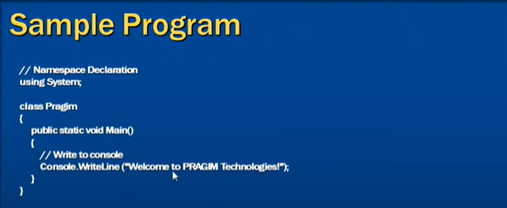 Sample Program
// Namespace Declaration
using System;
class Pragim
{
public static void Main()
{
// Write to console
Console.WriteLine ("Welcome to PRAGIM Technologies!");
}
}